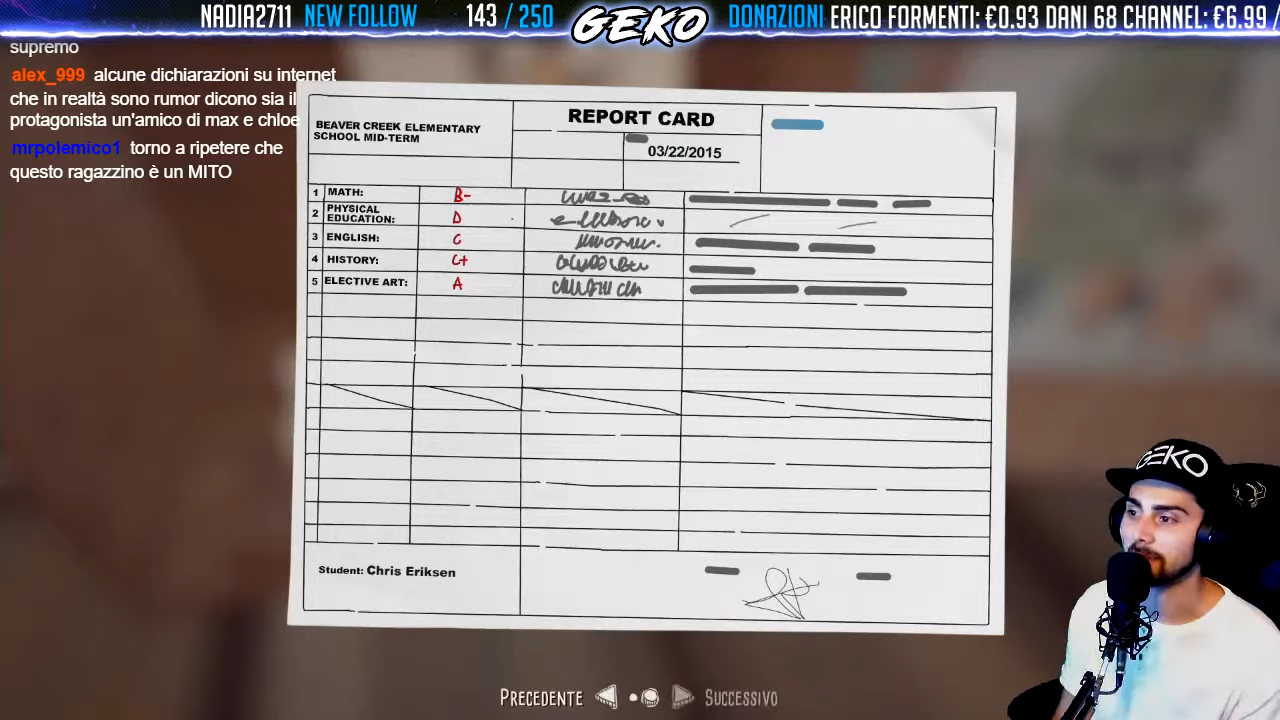 NADIA2711 NEW FOLLOW 143 / 250 GEKO DONAZIONI ERICO FORMENTI: €0.93 DANI 68 CHANNEL: €6.99 /
supremo
alex_999 alcune dichiarazioni su internet
che in realtà sono rumor dicono sia il
protagonista un'amico di max e chloe
mrpolemico1 torno a ripetere che
questo ragazzino è un MITO
BEAVER CREEK ELEMENTARY
SCHOOL MID-TERM
REPORT CARD
03/22/2015
1 MATH: B-
2 PHYSICAL
EDUCATION: D
3 ENGLISH: C
4 HISTORY: C+
5 ELECTIVE ART: A
Student: Chris Eriksen
GEKO
PRECEDENTE SUCCESSIVO